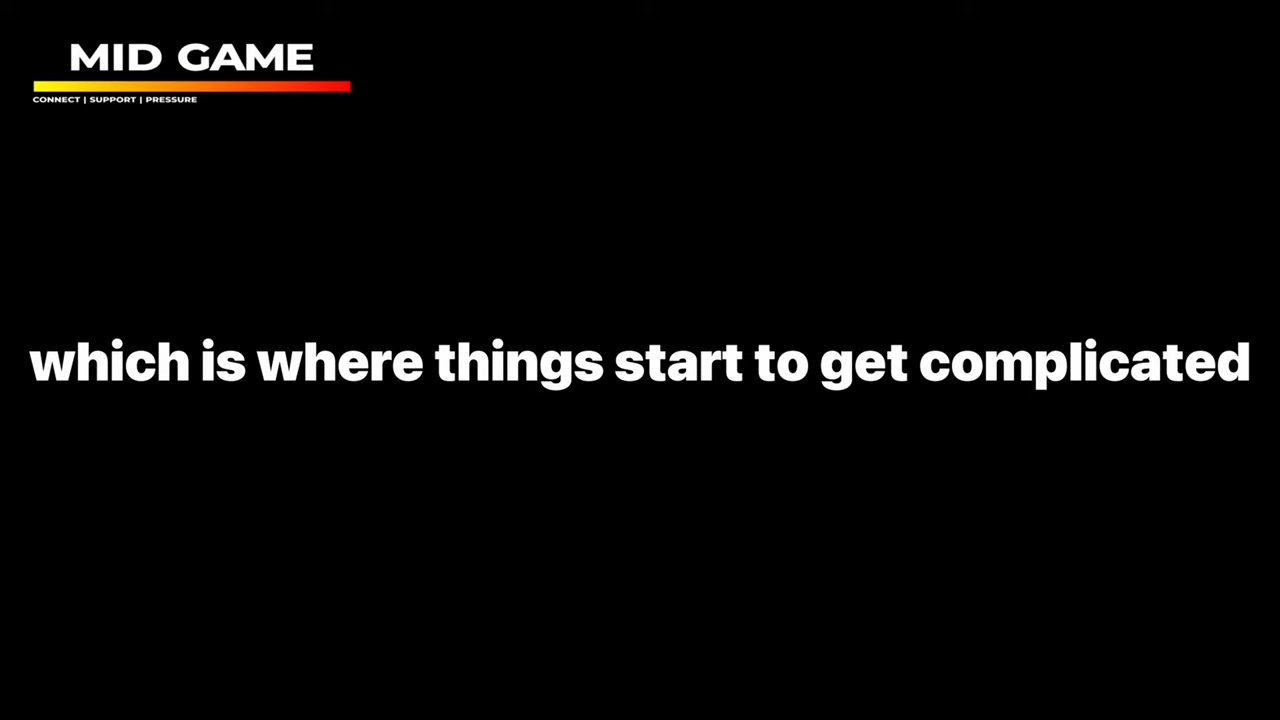 MID GAME
CONNECT | SUPPORT | PRESSURE
which is where things start to get complicated